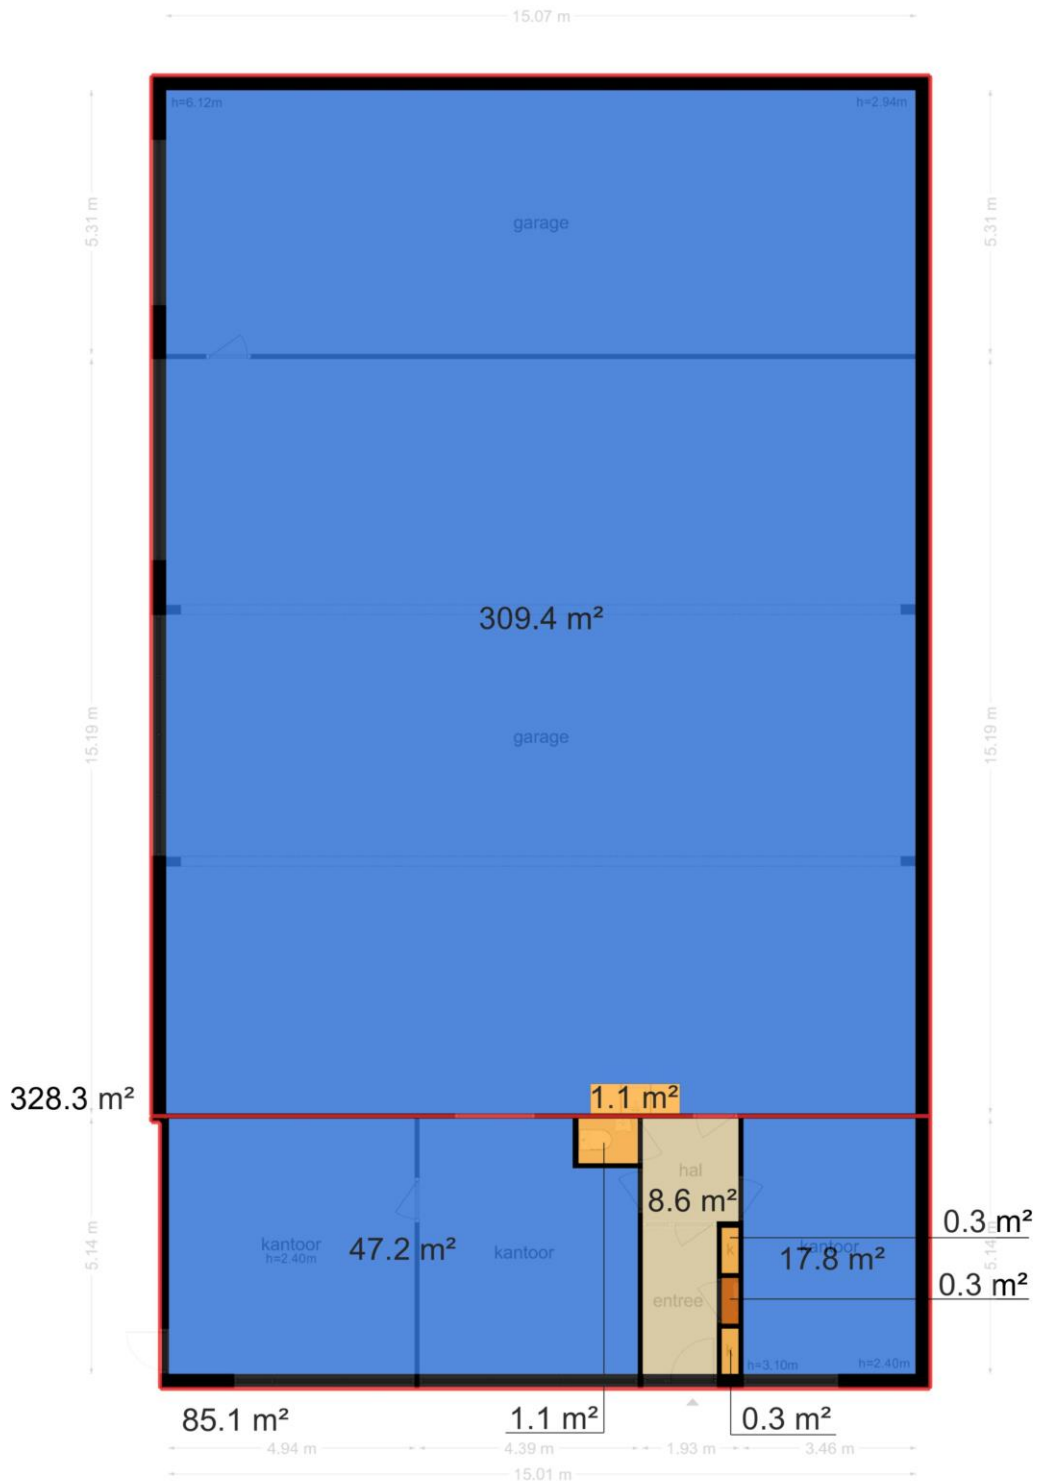 15.07 m
h=6.12m
h=2.94m
5.31 m
garage
5.31 m
309.4 m²
15.19 m
garage
15.19 m
328.3 m²
1.1 m²
hal
8.6 m²
0.3 m²
5.14 m
kantoor
h=2.40m
47.2 m²
kantoor
k
kantoor
17.8 m²
5.14 m
0.3 m²
entree
h=3.10m
h=2.40m
85.1 m²
1.1 m²
0.3 m²
4.94 m
4.39 m
1.93 m
3.46 m
15.01 m